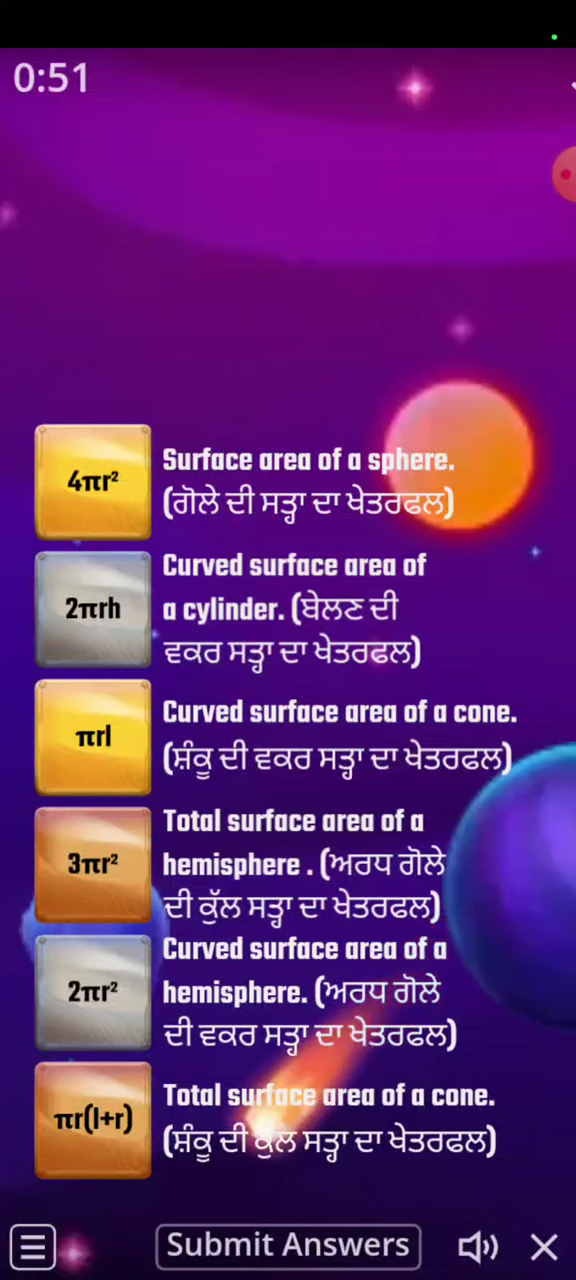 0:51
4πr²
Surface area of a sphere.
(ਗੋਲੇ ਦੀ ਸਤ੍ਹਾ ਦਾ ਖੇਤਰਫਲ)
2πrh
Curved surface area of
a cylinder. (ਬੇਲਣ ਦੀ
ਵਕਰ ਸਤ੍ਹਾ ਦਾ ਖੇਤਰਫਲ)
πrl
Curved surface area of a cone.
(ਸ਼ੰਕੂ ਦੀ ਵਕਰ ਸਤ੍ਹਾ ਦਾ ਖੇਤਰਫਲ)
3πr²
Total surface area of a
hemisphere . (ਅਰਧ ਗੋਲੇ
ਦੀ ਕੁੱਲ ਸਤ੍ਹਾ ਦਾ ਖੇਤਰਫਲ)
2πr²
Curved surface area of a
hemisphere. (ਅਰਧ ਗੋਲੇ
ਦੀ ਵਕਰ ਸਤ੍ਹਾ ਦਾ ਖੇਤਰਫਲ)
πr(l+r)
Total surface area of a cone.
(ਸ਼ੰਕੂ ਦੀ ਕੁੱਲ ਸਤ੍ਹਾ ਦਾ ਖੇਤਰਫਲ)
Submit Answers